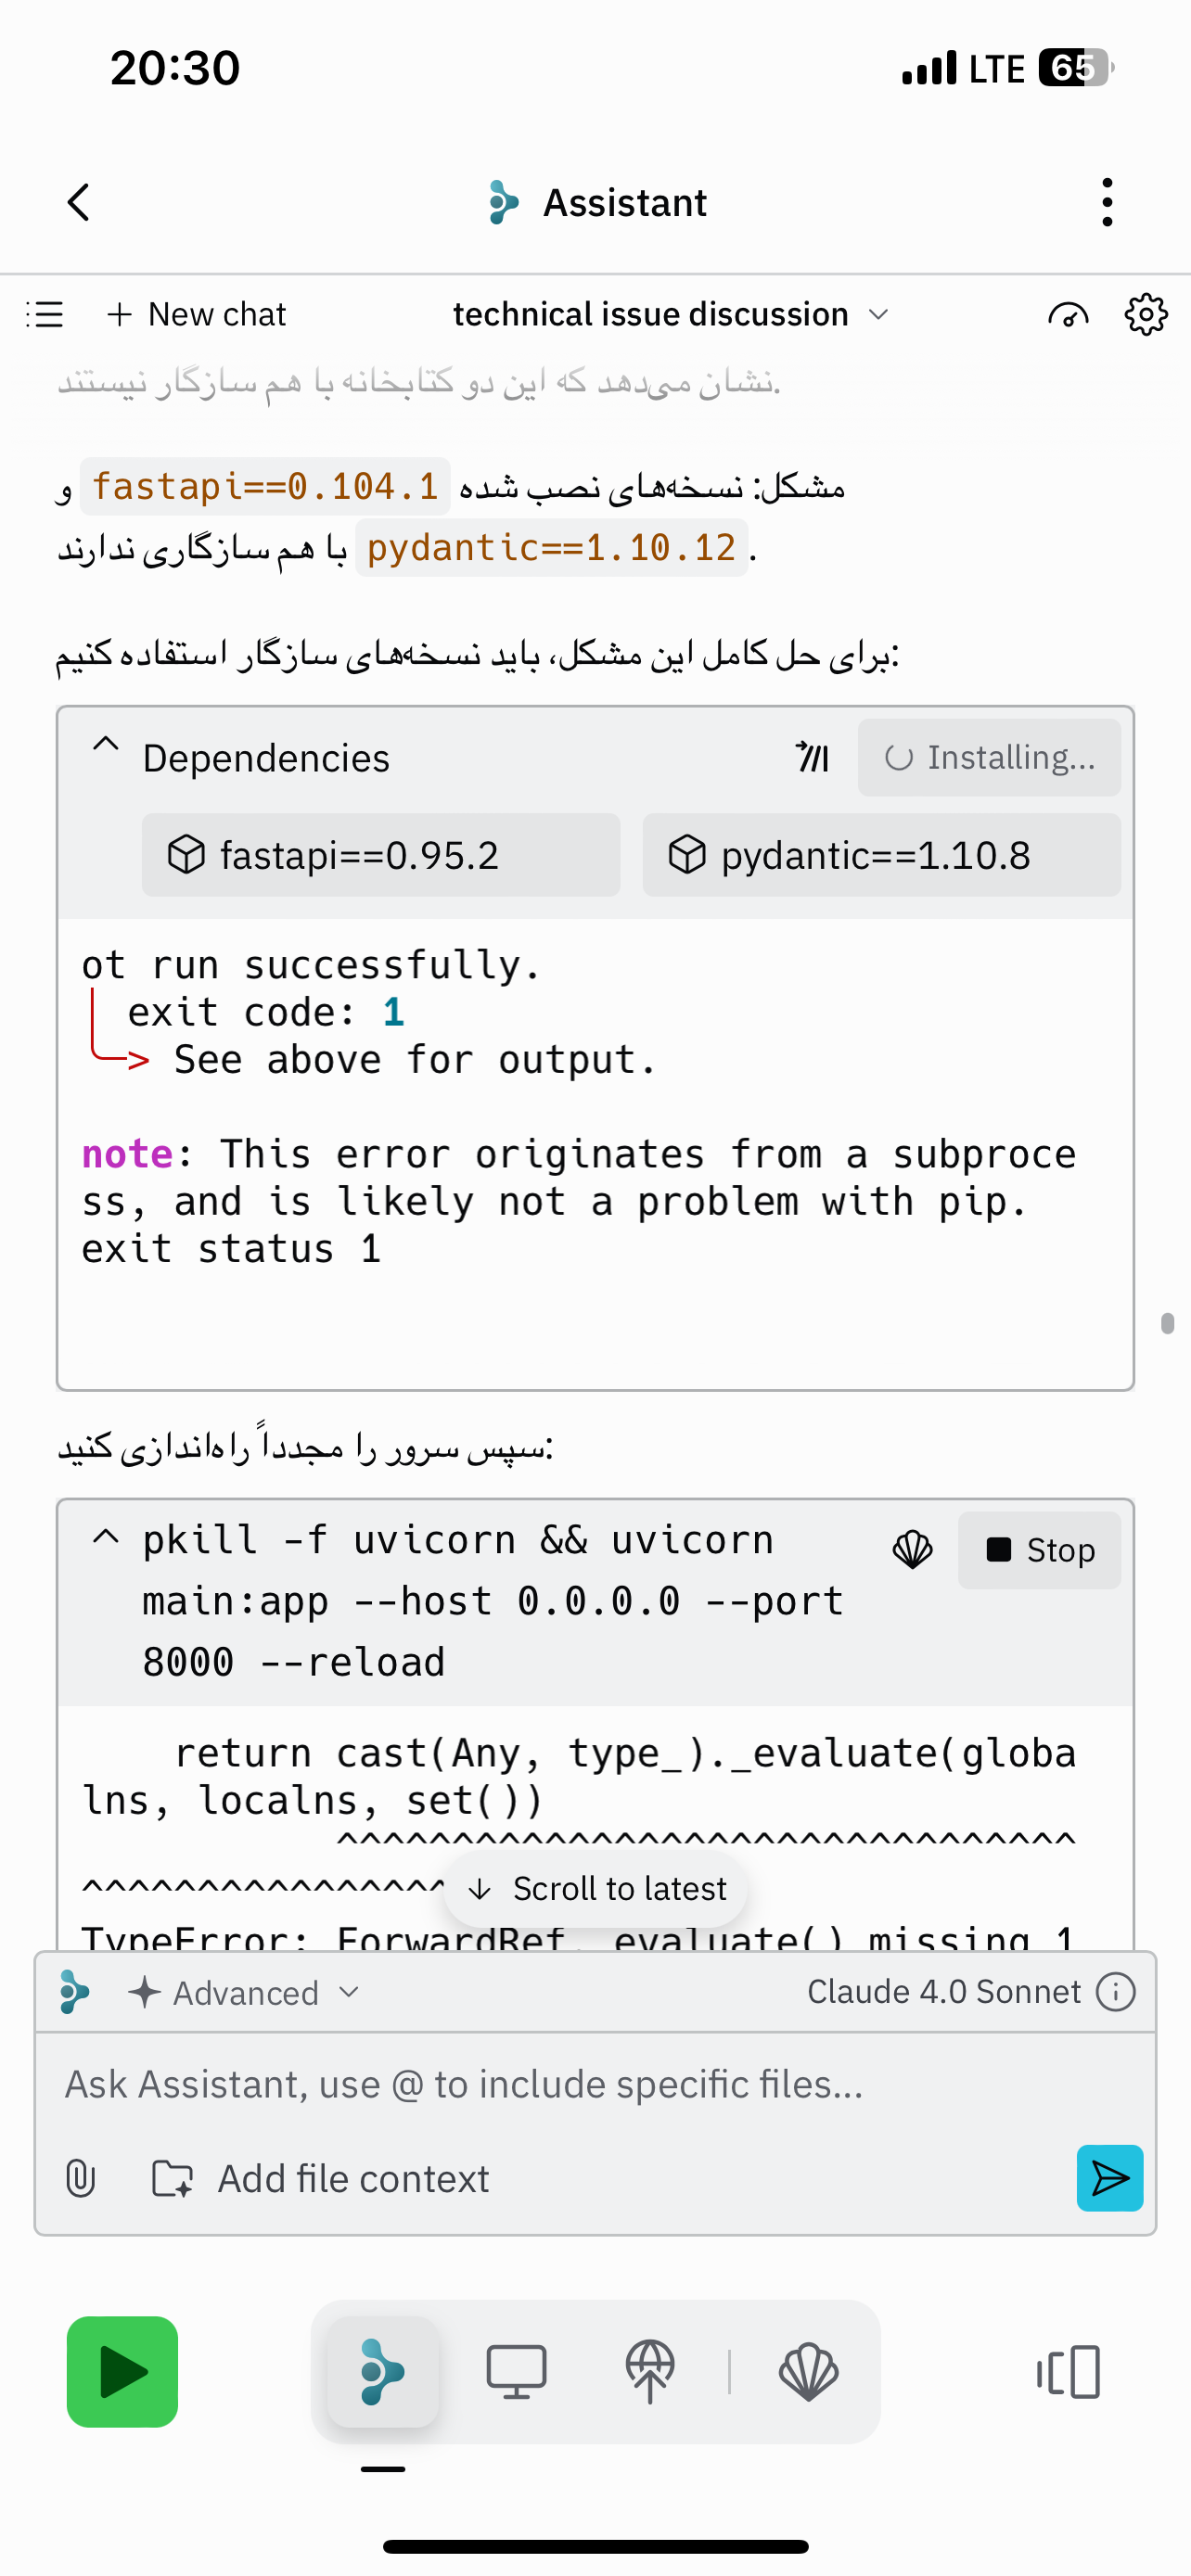 20:30
LTE 65
Assistant
New chat
technical issue discussion
نشان می‌دهد که این دو کتابخانه با هم سازگار نیستند.
مشکل: نسخه‌های نصب شده fastapi==0.104.1 و
pydantic==1.10.12 با هم سازگاری ندارند.
برای حل کامل این مشکل، باید نسخه‌های سازگار استفاده کنیم:
Dependencies
Installing...
fastapi==0.95.2
pydantic==1.10.8
ot run successfully.
exit code: 1
> See above for output.
note: This error originates from a subproce
ss, and is likely not a problem with pip.
exit status 1
سپس سرور را مجدداً راه‌اندازی کنید:
pkill -f uvicorn && uvicorn
main:app --host 0.0.0.0 --port
8000 --reload
Stop
return cast(Any, type_)._evaluate(globa
lns, localns, set())
^^^^^^^^^^^^^^^^^^^^^^^^^^^^^^^^
^^^^^^^^^^^^^^^^
Scroll to latest
TypeError: ForwardRef._evaluate() missing 1
Advanced
Claude 4.0 Sonnet
Ask Assistant, use @ to include specific files...
Add file context